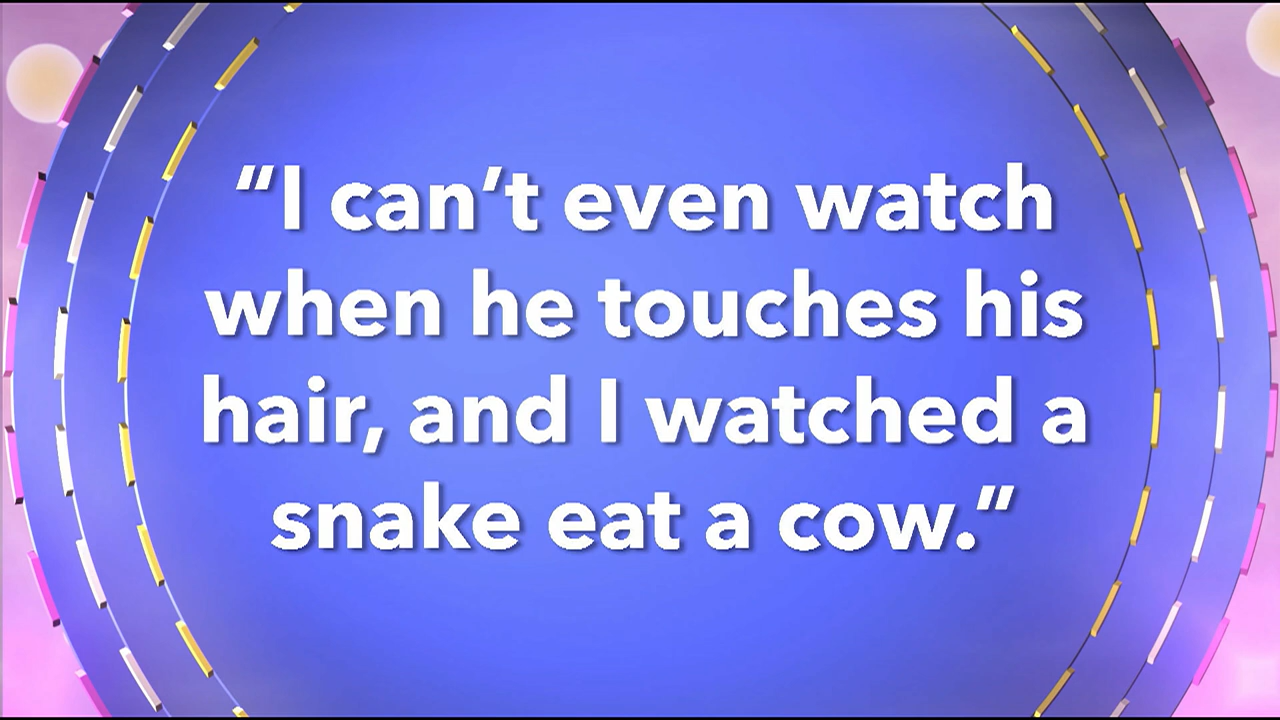 “I can’t even watch
when he touches his
hair, and I watched a
snake eat a cow.”